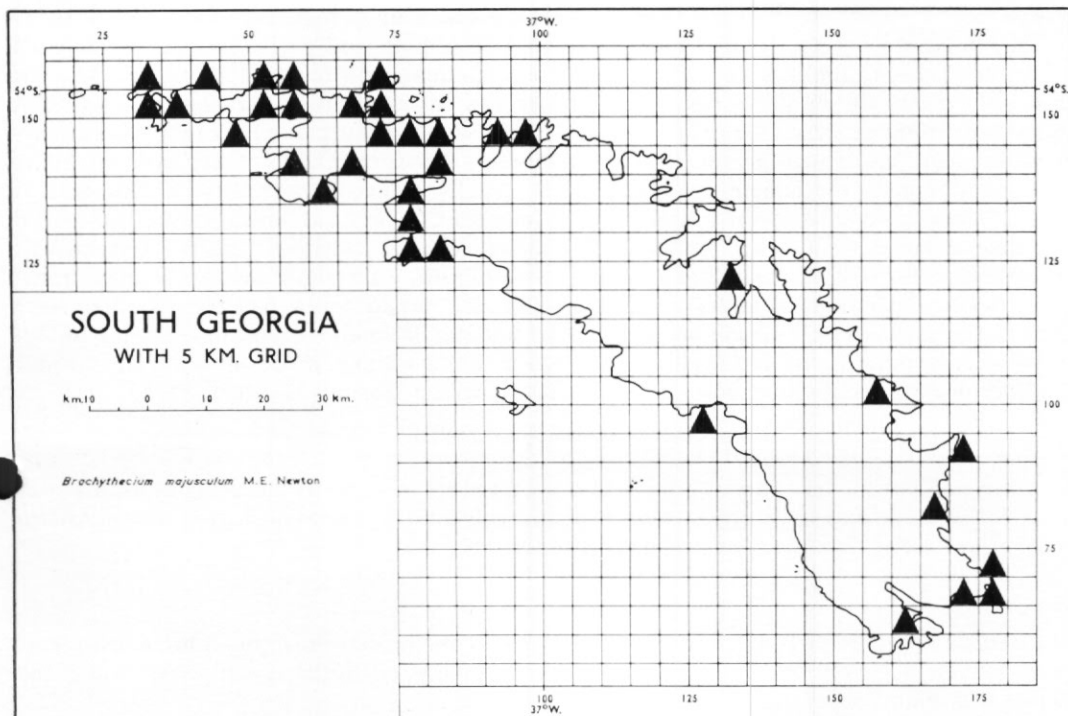 37°W.
25 50 75 100 125 150 175
54°S. 54°S.
150 150
125 125
SOUTH GEORGIA
WITH 5 KM. GRID
km.10 0 10 20 30 km.
100
Brachythecium majusculum M.E. Newton
75
100 125 150 175
37°W.